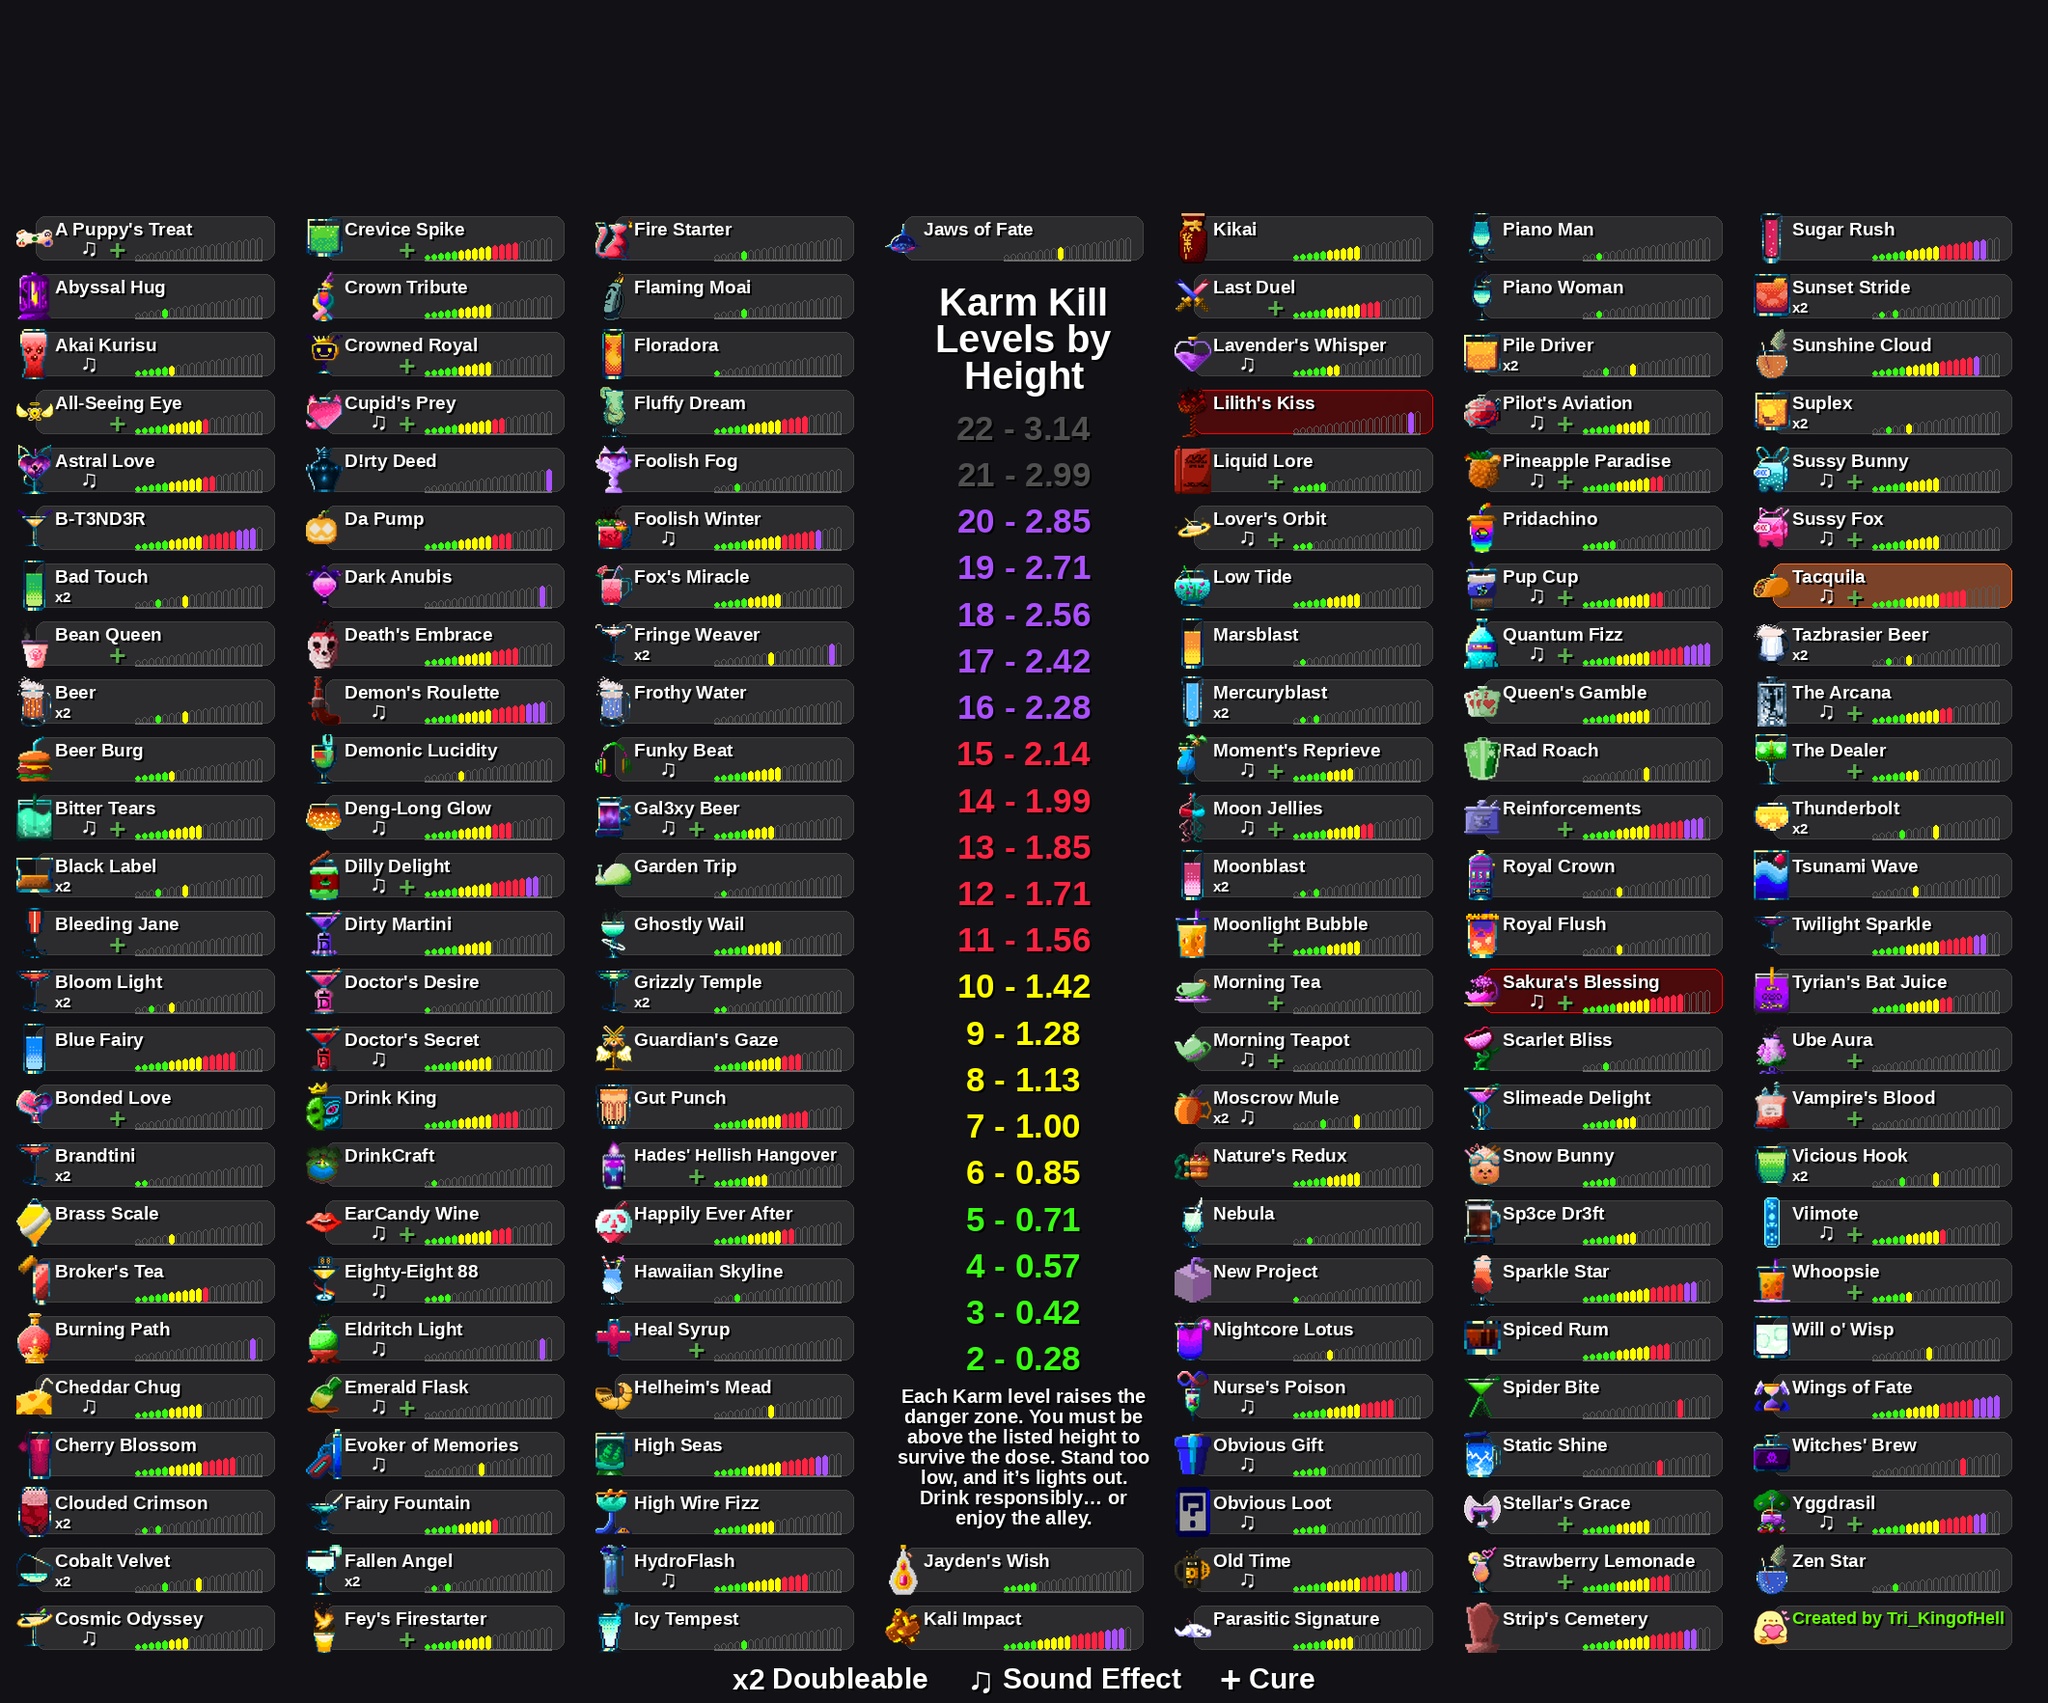 A Puppy's Treat
♫ +
Abyssal Hug
Akai Kurisu
♫
All-Seeing Eye
+
Astral Love
♫
B-T3ND3R
Bad Touch
x2
Bean Queen
+
Beer
x2
Beer Burg
Bitter Tears
♫ +
Black Label
x2
Bleeding Jane
+
Bloom Light
x2
Blue Fairy
Bonded Love
+
Brandtini
x2
Brass Scale
Broker's Tea
Burning Path
Cheddar Chug
♫
Cherry Blossom
Clouded Crimson
x2
Cobalt Velvet
x2
Cosmic Odyssey
♫
Crevice Spike
+
Crown Tribute
Crowned Royal
+
Cupid's Prey
♫ +
D!rty Deed
Da Pump
Dark Anubis
Death's Embrace
Demon's Roulette
♫
Demonic Lucidity
Deng-Long Glow
♫
Dilly Delight
♫ +
Dirty Martini
Doctor's Desire
Doctor's Secret
♫
Drink King
DrinkCraft
EarCandy Wine
♫ +
Eighty-Eight 88
♫
Eldritch Light
♫
Emerald Flask
♫ +
Evoker of Memories
♫
Fairy Fountain
Fallen Angel
x2
Fey's Firestarter
+
Fire Starter
Flaming Moai
Floradora
Fluffy Dream
Foolish Fog
Foolish Winter
♫
Fox's Miracle
Fringe Weaver
x2
Frothy Water
Funky Beat
♫
Gal3xy Beer
♫ +
Garden Trip
Ghostly Wail
Grizzly Temple
x2
Guardian's Gaze
Gut Punch
Hades' Hellish Hangover
+
Happily Ever After
Hawaiian Skyline
Heal Syrup
+
Helheim's Mead
High Seas
High Wire Fizz
HydroFlash
♫
Icy Tempest
Jaws of Fate
Karm Kill
Levels by
Height
22 - 3.14
21 - 2.99
20 - 2.85
19 - 2.71
18 - 2.56
17 - 2.42
16 - 2.28
15 - 2.14
14 - 1.99
13 - 1.85
12 - 1.71
11 - 1.56
10 - 1.42
9 - 1.28
8 - 1.13
7 - 1.00
6 - 0.85
5 - 0.71
4 - 0.57
3 - 0.42
2 - 0.28
Each Karm level raises the
danger zone. You must be
above the listed height to
survive the dose. Stand too
low, and it's lights out.
Drink responsibly… or
enjoy the alley.
Jayden's Wish
Kali Impact
Kikai
Last Duel
+
Lavender's Whisper
♫
Lilith's Kiss
Liquid Lore
+
Lover's Orbit
♫ +
Low Tide
Marsblast
Mercuryblast
x2
Moment's Reprieve
♫ +
Moon Jellies
♫ +
Moonblast
x2
Moonlight Bubble
+
Morning Tea
+
Morning Teapot
♫ +
Moscrow Mule
x2 ♫
Nature's Redux
Nebula
New Project
Nightcore Lotus
Nurse's Poison
♫
Obvious Gift
♫
Obvious Loot
♫
Old Time
♫
Parasitic Signature
Piano Man
Piano Woman
Pile Driver
x2
Pilot's Aviation
♫ +
Pineapple Paradise
♫ +
Pridachino
Pup Cup
♫ +
Quantum Fizz
♫ +
Queen's Gamble
Rad Roach
Reinforcements
+
Royal Crown
Royal Flush
Sakura's Blessing
♫ +
Scarlet Bliss
Slimeade Delight
Snow Bunny
Sp3ce Dr3ft
Sparkle Star
Spiced Rum
Spider Bite
Static Shine
Stellar's Grace
+
Strawberry Lemonade
+
Strip's Cemetery
Sugar Rush
Sunset Stride
x2
Sunshine Cloud
Suplex
x2
Sussy Bunny
♫ +
Sussy Fox
♫ +
Tacquila
♫ +
Tazbrasier Beer
x2
The Arcana
♫ +
The Dealer
+
Thunderbolt
x2
Tsunami Wave
Twilight Sparkle
Tyrian's Bat Juice
Ube Aura
+
Vampire's Blood
+
Vicious Hook
x2
Viimote
♫ +
Whoopsie
+
Will o' Wisp
Wings of Fate
Witches' Brew
Yggdrasil
♫ +
Zen Star
Created by Tri_KingofHell
x2 Doubleable ♫ Sound Effect + Cure